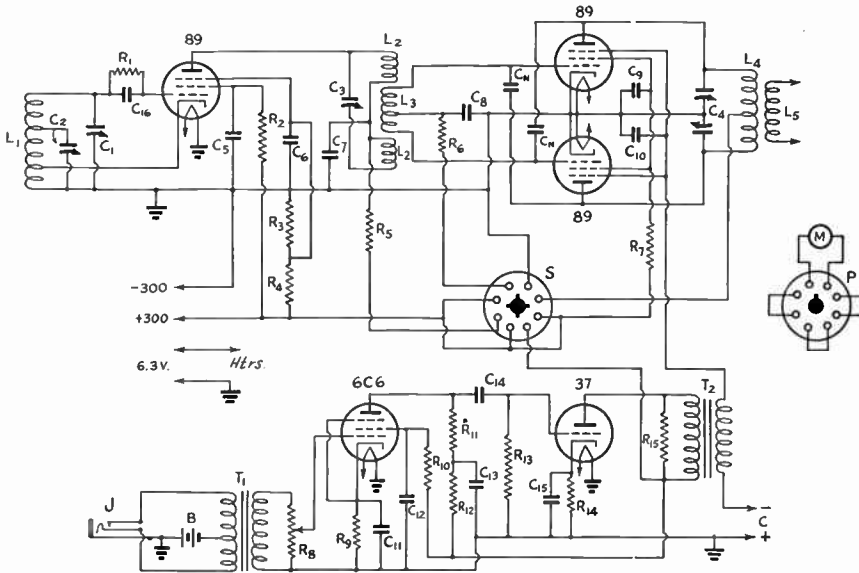 89
89
R1
C16
L1
C2
C1
C5
R2
C6
R3
R4
C7
C3
L2
L3
L2
R5
R6
C8
CN
CN
C9
C10
R7
C4
L4
L5
89
M
S
P
-300
+300
6.3V.
Htrs.
6C6
C14
37
T2
R11
R10
C13
R12
R13
C15
R14
R15
C12
C11
R9
R8
T1
B
J
-
C
+